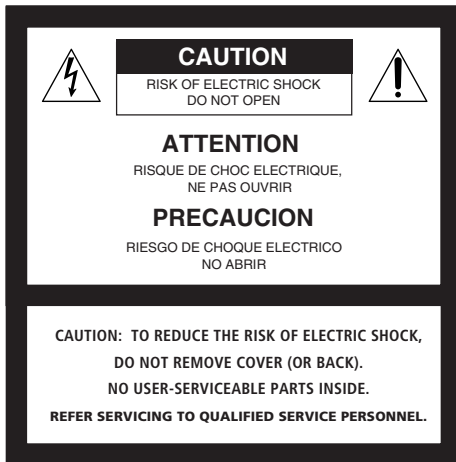 CAUTION
RISK OF ELECTRIC SHOCK
DO NOT OPEN
ATTENTION
RISQUE DE CHOC ELECTRIQUE,
NE PAS OUVRIR
PRECAUCION
RIESGO DE CHOQUE ELECTRICO
NO ABRIR
CAUTION: TO REDUCE THE RISK OF ELECTRIC SHOCK,
DO NOT REMOVE COVER (OR BACK).
NO USER-SERVICEABLE PARTS INSIDE.
REFER SERVICING TO QUALIFIED SERVICE PERSONNEL.